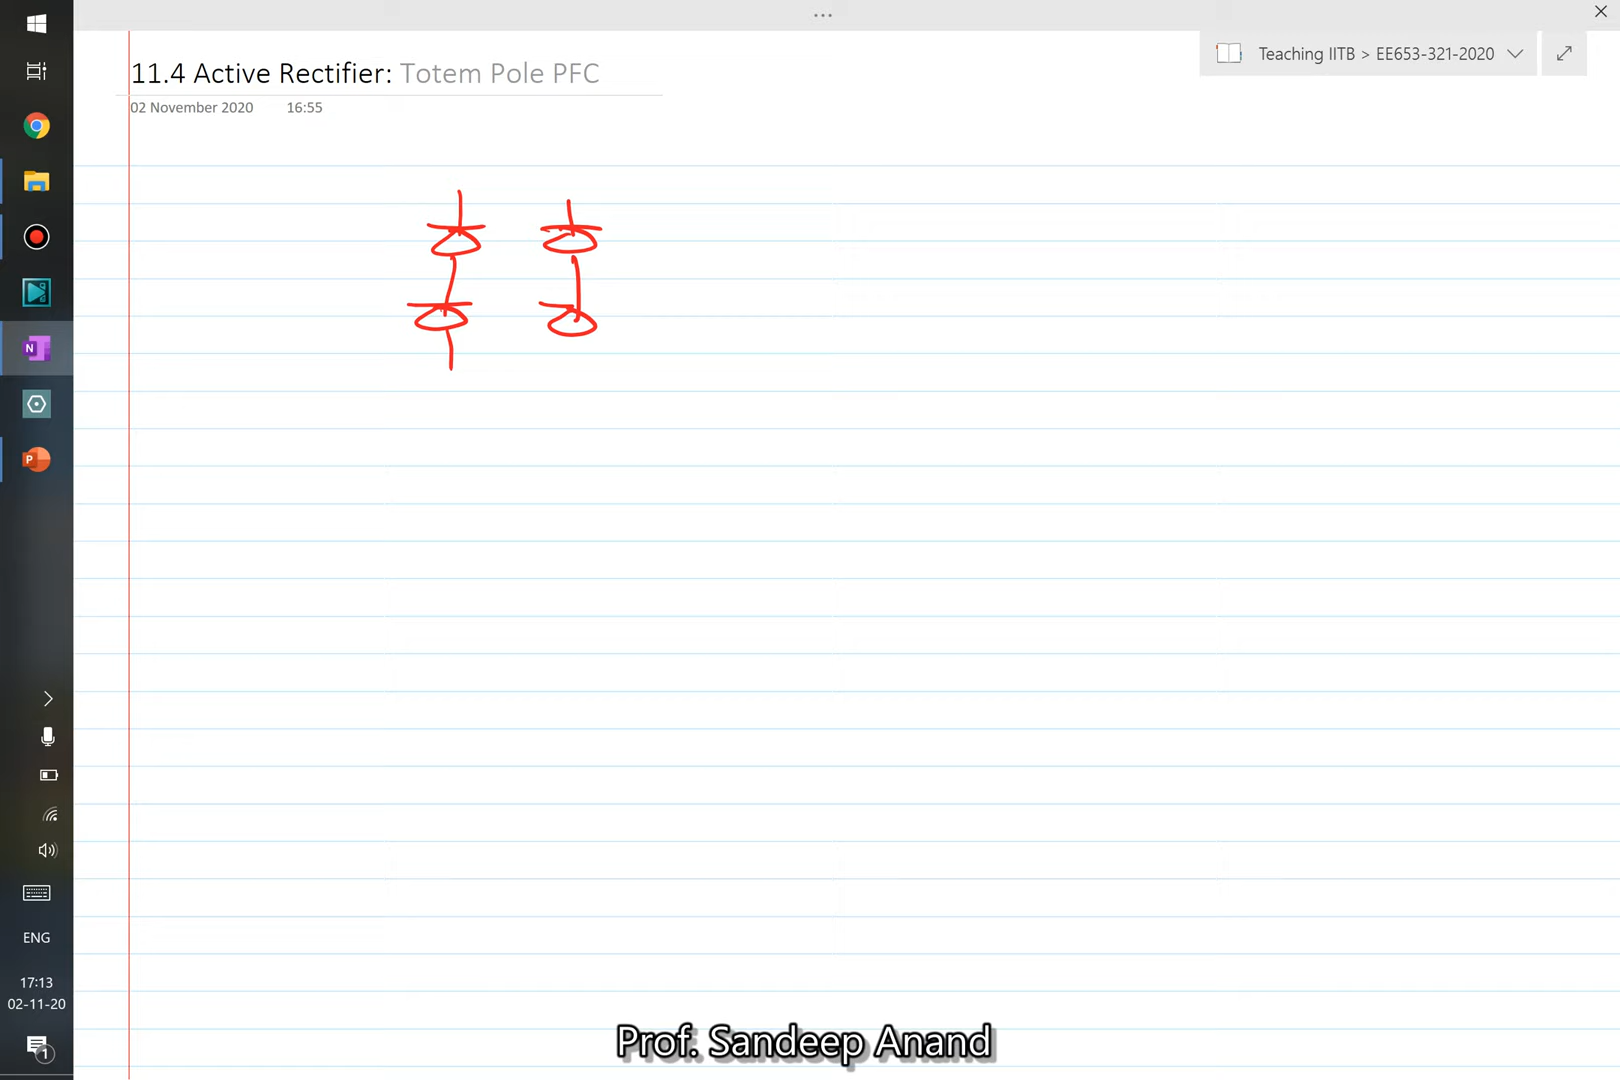 Teaching IITB > EE653-321-2020
11.4 Active Rectifier: Totem Pole PFC
02 November 2020 16:55
N
P
ENG
17:13
02-11-20
1
Prof. Sandeep Anand